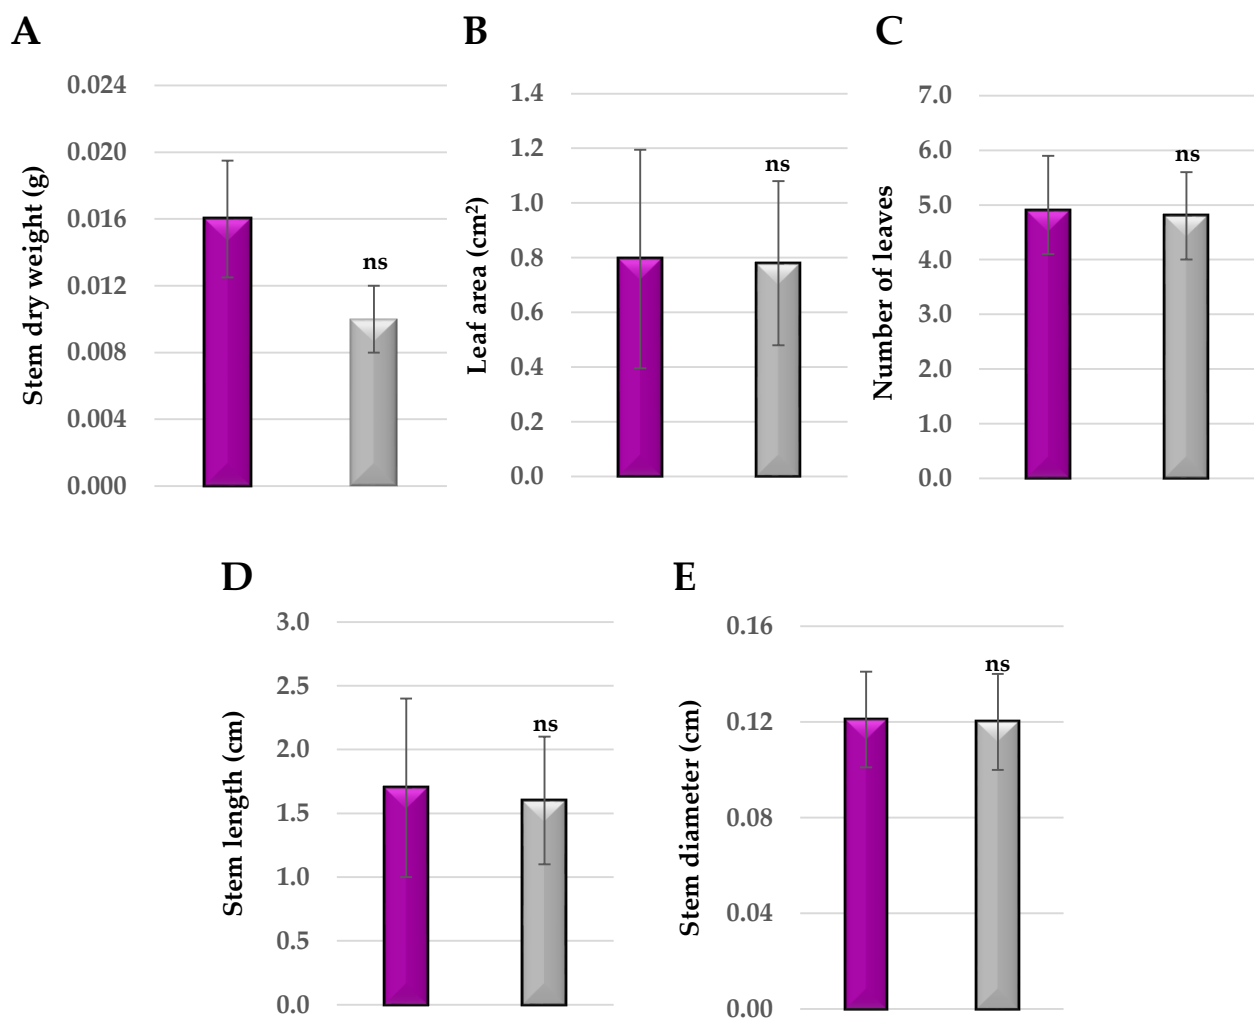 A
Stem dry weight (g)
0.024
0.020
0.016
0.012
0.008
0.004
0.000
ns
B
Leaf area (cm²)
1.4
1.2
1.0
0.8
0.6
0.4
0.2
0.0
ns
C
Number of leaves
7.0
6.0
5.0
4.0
3.0
2.0
1.0
0.0
ns
D
Stem length (cm)
3.0
2.5
2.0
1.5
1.0
0.5
0.0
ns
E
Stem diameter (cm)
0.16
0.12
0.08
0.04
0.00
ns